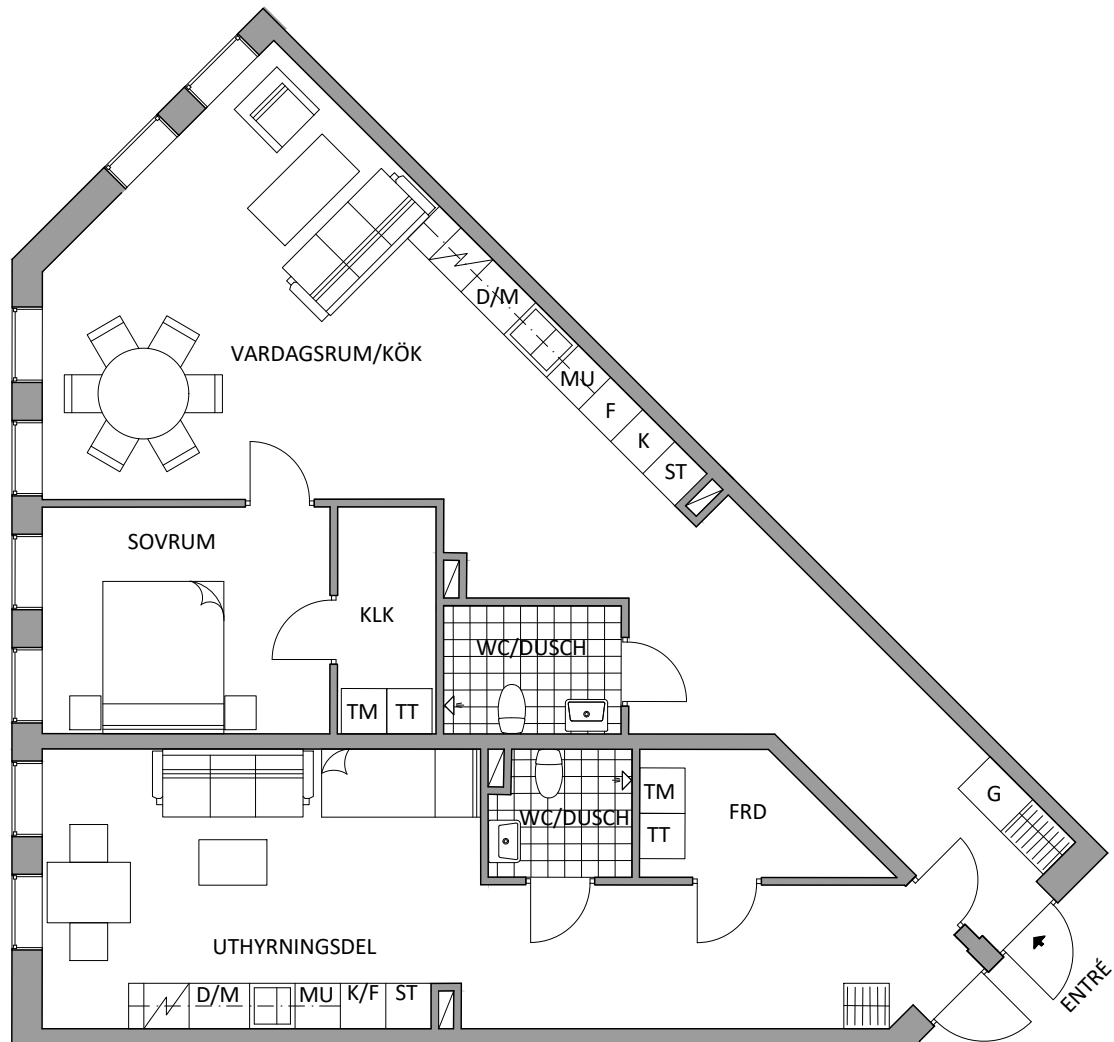 D/M
VARDAGSRUM/KÖK
MU
F
K
ST
SOVRUM
KLK
WC/DUSCH
TM TT
G
TM
WC/DUSCH
FRD
TT
UTHYRNINGSDEL
ENTRÉ
D/M MU K/F ST